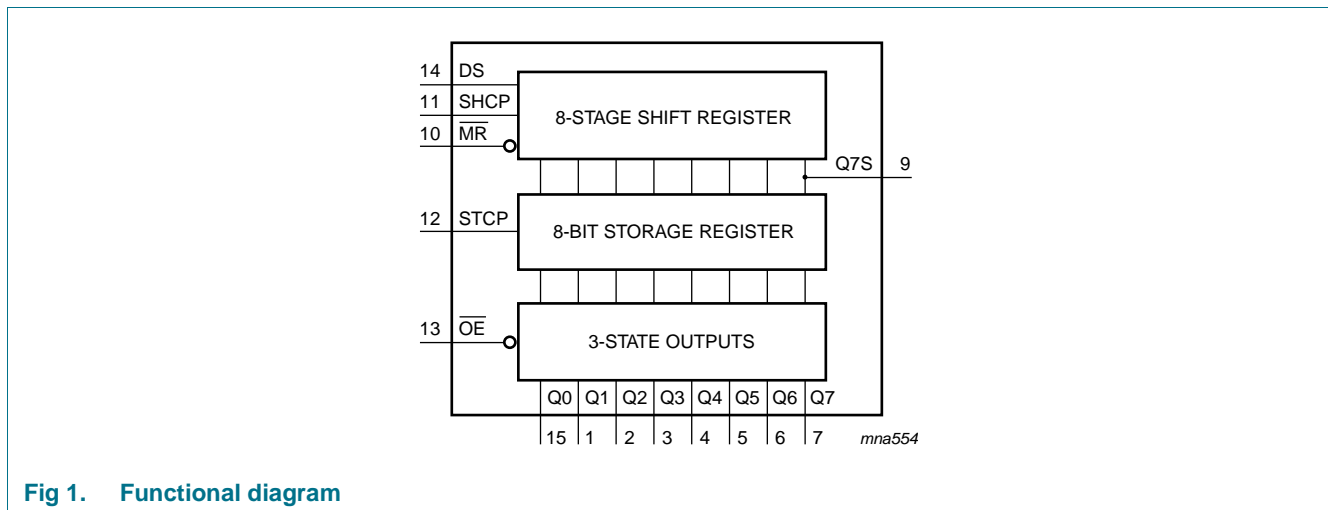 14 DS
11 SHCP
10 MR
8-STAGE SHIFT REGISTER
Q7S 9
12 STCP
8-BIT STORAGE REGISTER
13 OE
3-STATE OUTPUTS
Q0 Q1 Q2 Q3 Q4 Q5 Q6 Q7
15 1 2 3 4 5 6 7 mna554
Fig 1. Functional diagram